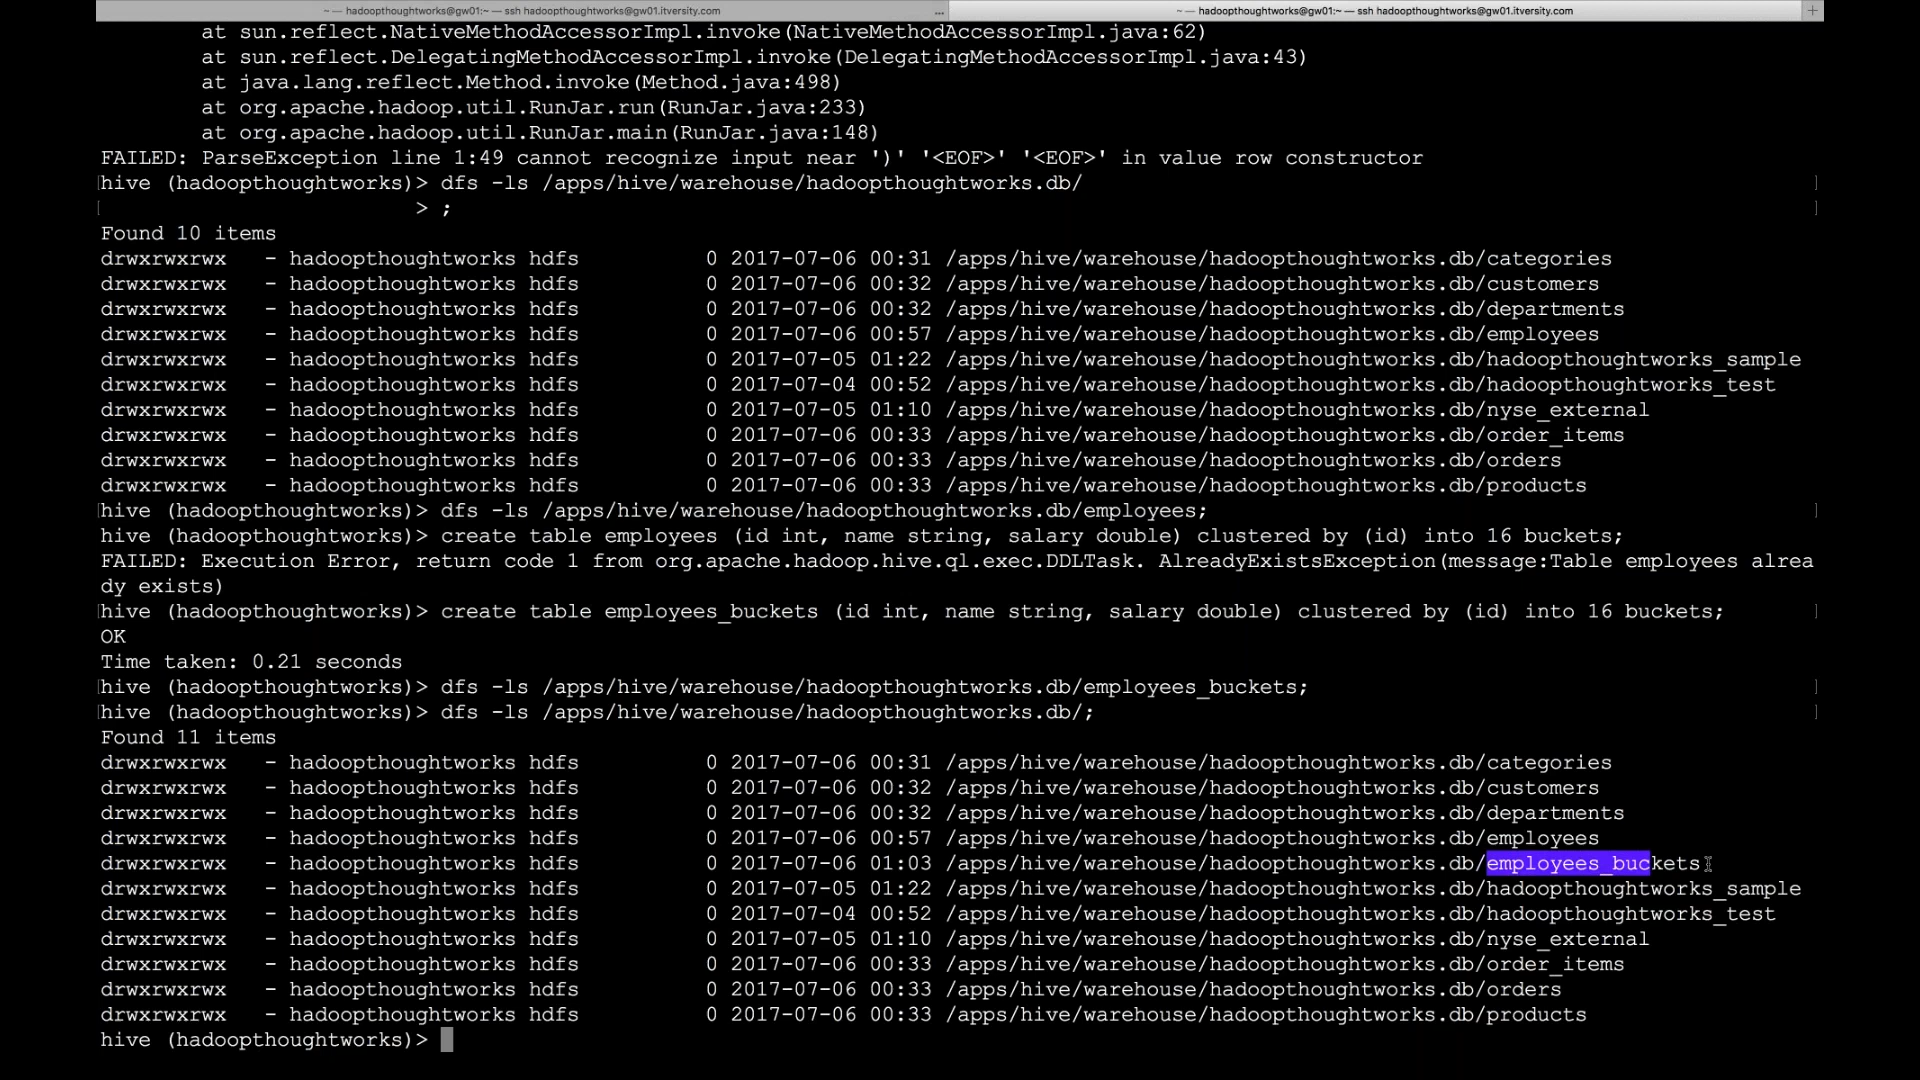 ~ — hadoopthoughtworks@gw01:~ — ssh hadoopthoughtworks@gw01.itversity.com ... ~ — hadoopthoughtworks@gw01:~ — ssh hadoopthoughtworks@gw01.itversity.com +
at sun.reflect.NativeMethodAccessorImpl.invoke(NativeMethodAccessorImpl.java:62)
at sun.reflect.DelegatingMethodAccessorImpl.invoke(DelegatingMethodAccessorImpl.java:43)
at java.lang.reflect.Method.invoke(Method.java:498)
at org.apache.hadoop.util.RunJar.run(RunJar.java:233)
at org.apache.hadoop.util.RunJar.main(RunJar.java:148)
FAILED: ParseException line 1:49 cannot recognize input near ')' '<EOF>' '<EOF>' in value row constructor
[hive (hadoopthoughtworks)> dfs -ls /apps/hive/warehouse/hadoopthoughtworks.db/ ]
[ > ; ]
Found 10 items
drwxrwxrwx - hadoopthoughtworks hdfs 0 2017-07-06 00:31 /apps/hive/warehouse/hadoopthoughtworks.db/categories
drwxrwxrwx - hadoopthoughtworks hdfs 0 2017-07-06 00:32 /apps/hive/warehouse/hadoopthoughtworks.db/customers
drwxrwxrwx - hadoopthoughtworks hdfs 0 2017-07-06 00:32 /apps/hive/warehouse/hadoopthoughtworks.db/departments
drwxrwxrwx - hadoopthoughtworks hdfs 0 2017-07-06 00:57 /apps/hive/warehouse/hadoopthoughtworks.db/employees
drwxrwxrwx - hadoopthoughtworks hdfs 0 2017-07-05 01:22 /apps/hive/warehouse/hadoopthoughtworks.db/hadoopthoughtworks_sample
drwxrwxrwx - hadoopthoughtworks hdfs 0 2017-07-04 00:52 /apps/hive/warehouse/hadoopthoughtworks.db/hadoopthoughtworks_test
drwxrwxrwx - hadoopthoughtworks hdfs 0 2017-07-05 01:10 /apps/hive/warehouse/hadoopthoughtworks.db/nyse_external
drwxrwxrwx - hadoopthoughtworks hdfs 0 2017-07-06 00:33 /apps/hive/warehouse/hadoopthoughtworks.db/order_items
drwxrwxrwx - hadoopthoughtworks hdfs 0 2017-07-06 00:33 /apps/hive/warehouse/hadoopthoughtworks.db/orders
drwxrwxrwx - hadoopthoughtworks hdfs 0 2017-07-06 00:33 /apps/hive/warehouse/hadoopthoughtworks.db/products
[hive (hadoopthoughtworks)> dfs -ls /apps/hive/warehouse/hadoopthoughtworks.db/employees; ]
hive (hadoopthoughtworks)> create table employees (id int, name string, salary double) clustered by (id) into 16 buckets;
FAILED: Execution Error, return code 1 from org.apache.hadoop.hive.ql.exec.DDLTask. AlreadyExistsException(message:Table employees alrea
dy exists)
[hive (hadoopthoughtworks)> create table employees_buckets (id int, name string, salary double) clustered by (id) into 16 buckets; ]
OK
Time taken: 0.21 seconds
[hive (hadoopthoughtworks)> dfs -ls /apps/hive/warehouse/hadoopthoughtworks.db/employees_buckets; ]
[hive (hadoopthoughtworks)> dfs -ls /apps/hive/warehouse/hadoopthoughtworks.db/; ]
Found 11 items
drwxrwxrwx - hadoopthoughtworks hdfs 0 2017-07-06 00:31 /apps/hive/warehouse/hadoopthoughtworks.db/categories
drwxrwxrwx - hadoopthoughtworks hdfs 0 2017-07-06 00:32 /apps/hive/warehouse/hadoopthoughtworks.db/customers
drwxrwxrwx - hadoopthoughtworks hdfs 0 2017-07-06 00:32 /apps/hive/warehouse/hadoopthoughtworks.db/departments
drwxrwxrwx - hadoopthoughtworks hdfs 0 2017-07-06 00:57 /apps/hive/warehouse/hadoopthoughtworks.db/employees
drwxrwxrwx - hadoopthoughtworks hdfs 0 2017-07-06 01:03 /apps/hive/warehouse/hadoopthoughtworks.db/employees_buckets
drwxrwxrwx - hadoopthoughtworks hdfs 0 2017-07-05 01:22 /apps/hive/warehouse/hadoopthoughtworks.db/hadoopthoughtworks_sample
drwxrwxrwx - hadoopthoughtworks hdfs 0 2017-07-04 00:52 /apps/hive/warehouse/hadoopthoughtworks.db/hadoopthoughtworks_test
drwxrwxrwx - hadoopthoughtworks hdfs 0 2017-07-05 01:10 /apps/hive/warehouse/hadoopthoughtworks.db/nyse_external
drwxrwxrwx - hadoopthoughtworks hdfs 0 2017-07-06 00:33 /apps/hive/warehouse/hadoopthoughtworks.db/order_items
drwxrwxrwx - hadoopthoughtworks hdfs 0 2017-07-06 00:33 /apps/hive/warehouse/hadoopthoughtworks.db/orders
drwxrwxrwx - hadoopthoughtworks hdfs 0 2017-07-06 00:33 /apps/hive/warehouse/hadoopthoughtworks.db/products
hive (hadoopthoughtworks)>